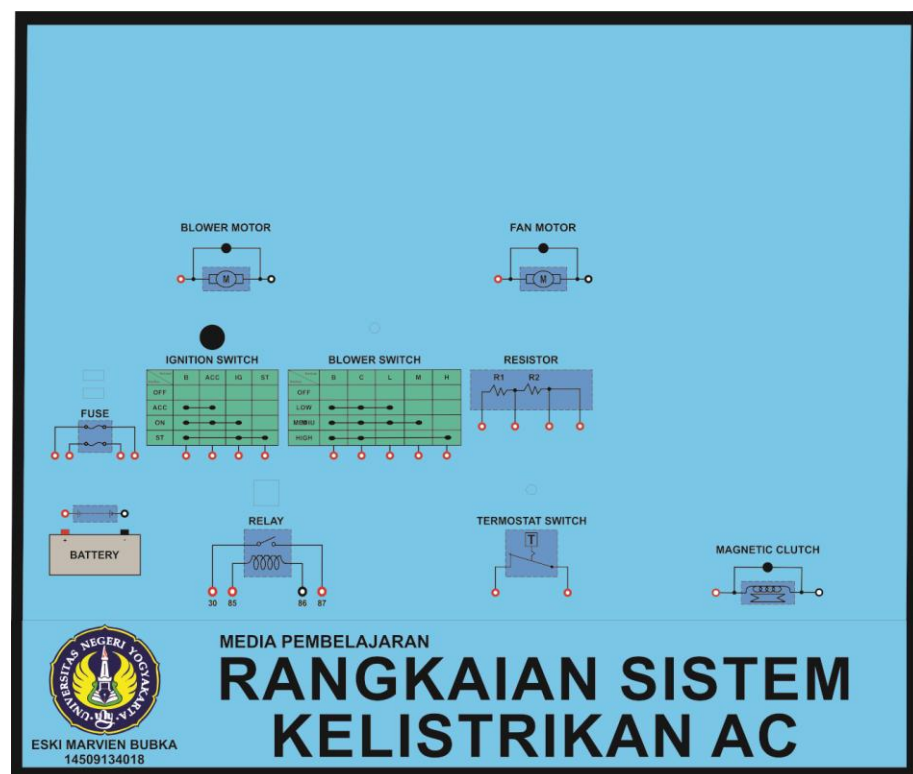 BLOWER MOTOR
FAN MOTOR
M
M
IGNITION SWITCH
BLOWER SWITCH
RESISTOR
B ACC IG ST
OFF
ACC
ON
ST
B C L M H
OFF
LOW
MEDIU
HIGH
R1 R2
FUSE
RELAY
TERMOSTAT SWITCH
T
+ -
BATTERY
30 85 86 87
MAGNETIC CLUTCH
UNIVERSITAS NEGERI YOGYAKARTA
MEDIA PEMBELAJARAN
RANGKAIAN SISTEM
KELISTRIKAN AC
ESKI MARVIEN BUBKA
14509134018